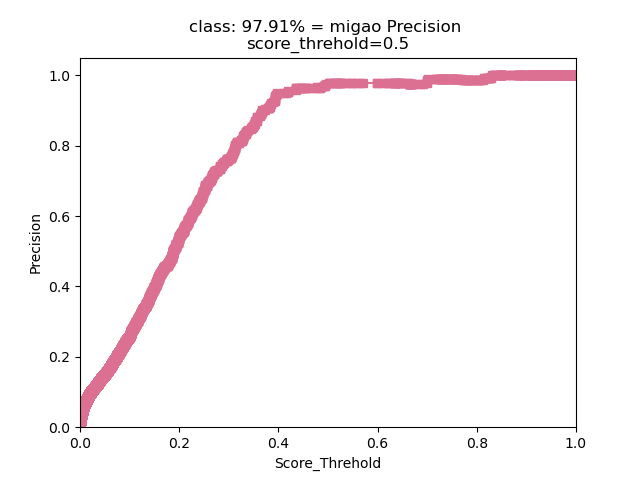 class: 97.91% = migao Precision
score_threhold=0.5
1.0
0.8
0.6
0.4
0.2
0.0
Precision
0.0 0.2 0.4 0.6 0.8 1.0
Score_Threhold